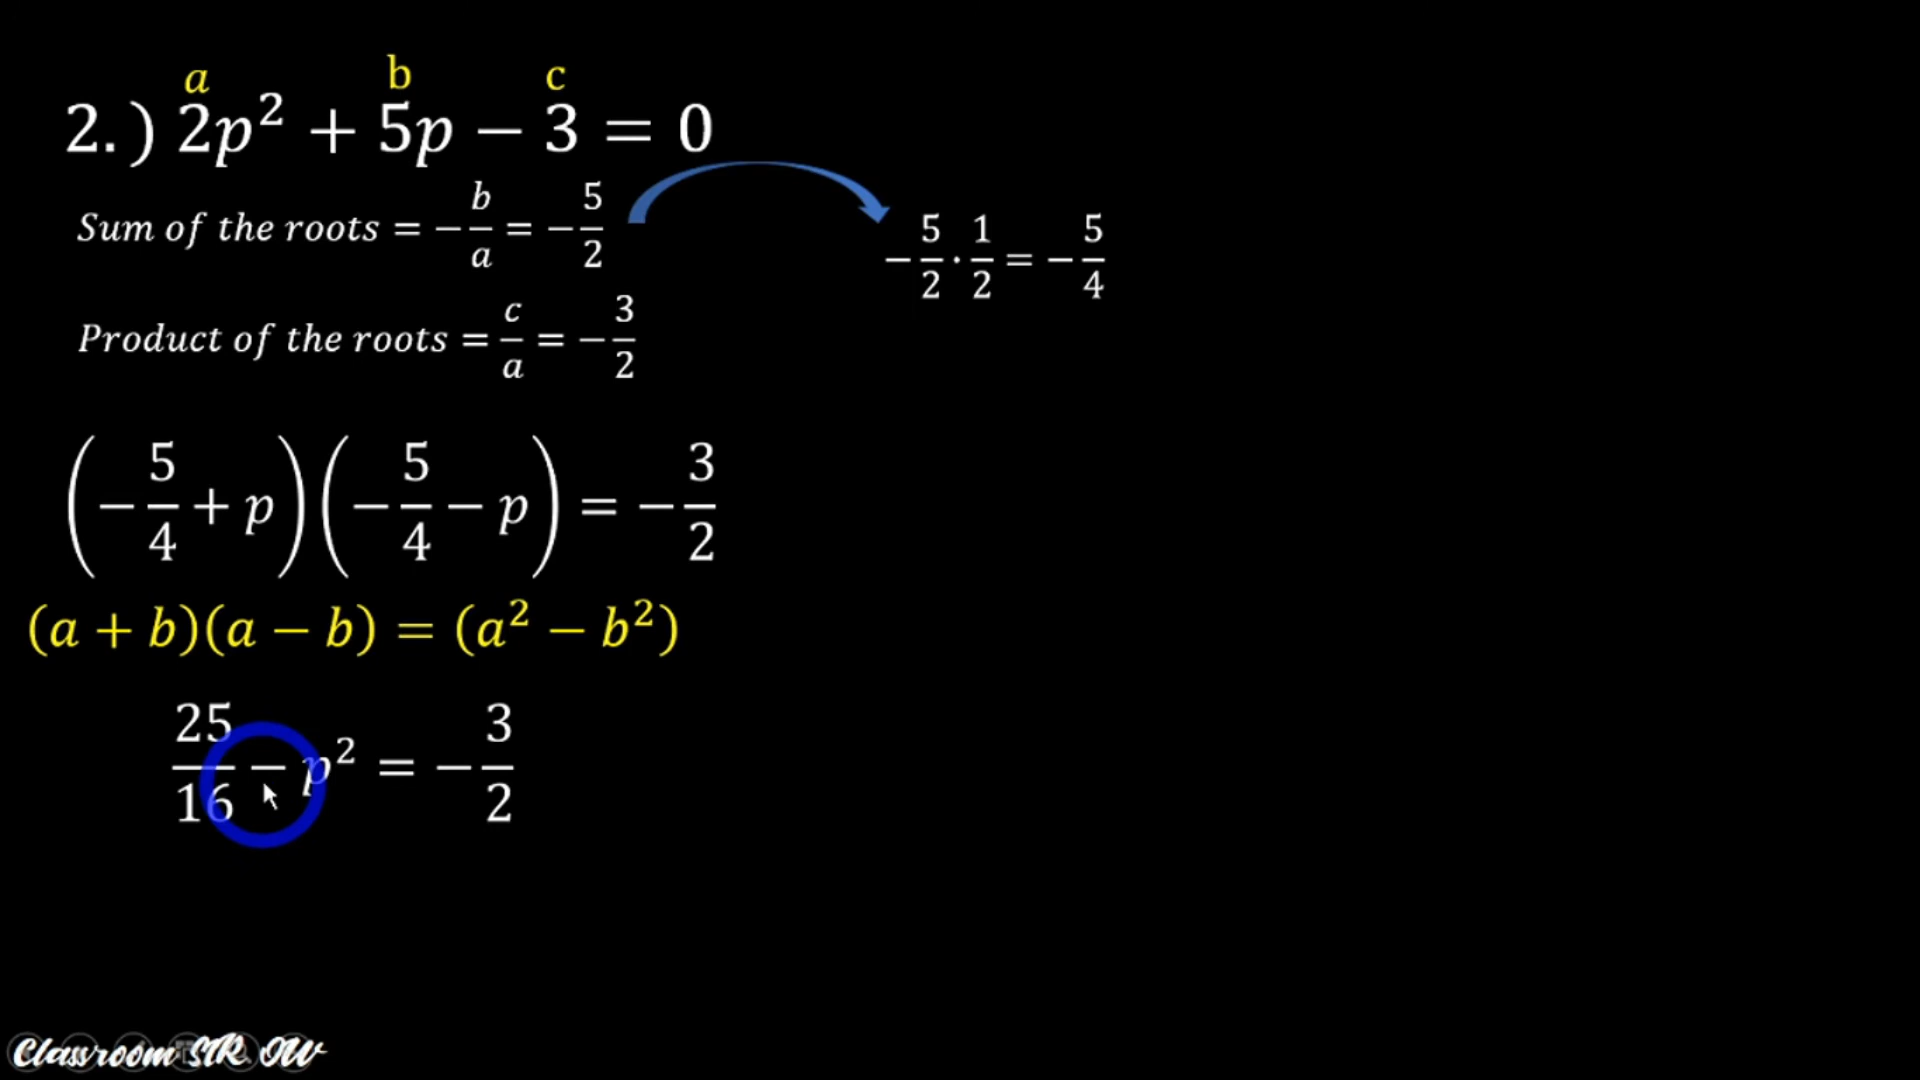 a b c
2.) 2p² + 5p − 3 = 0
Sum of the roots = −b/a = −5/2
−5/2 · 1/2 = −5/4
Product of the roots = c/a = −3/2
(−5/4 + p)(−5/4 − p) = −3/2
(a + b)(a − b) = (a² − b²)
25/16 − p² = −3/2
Classroom STR OW